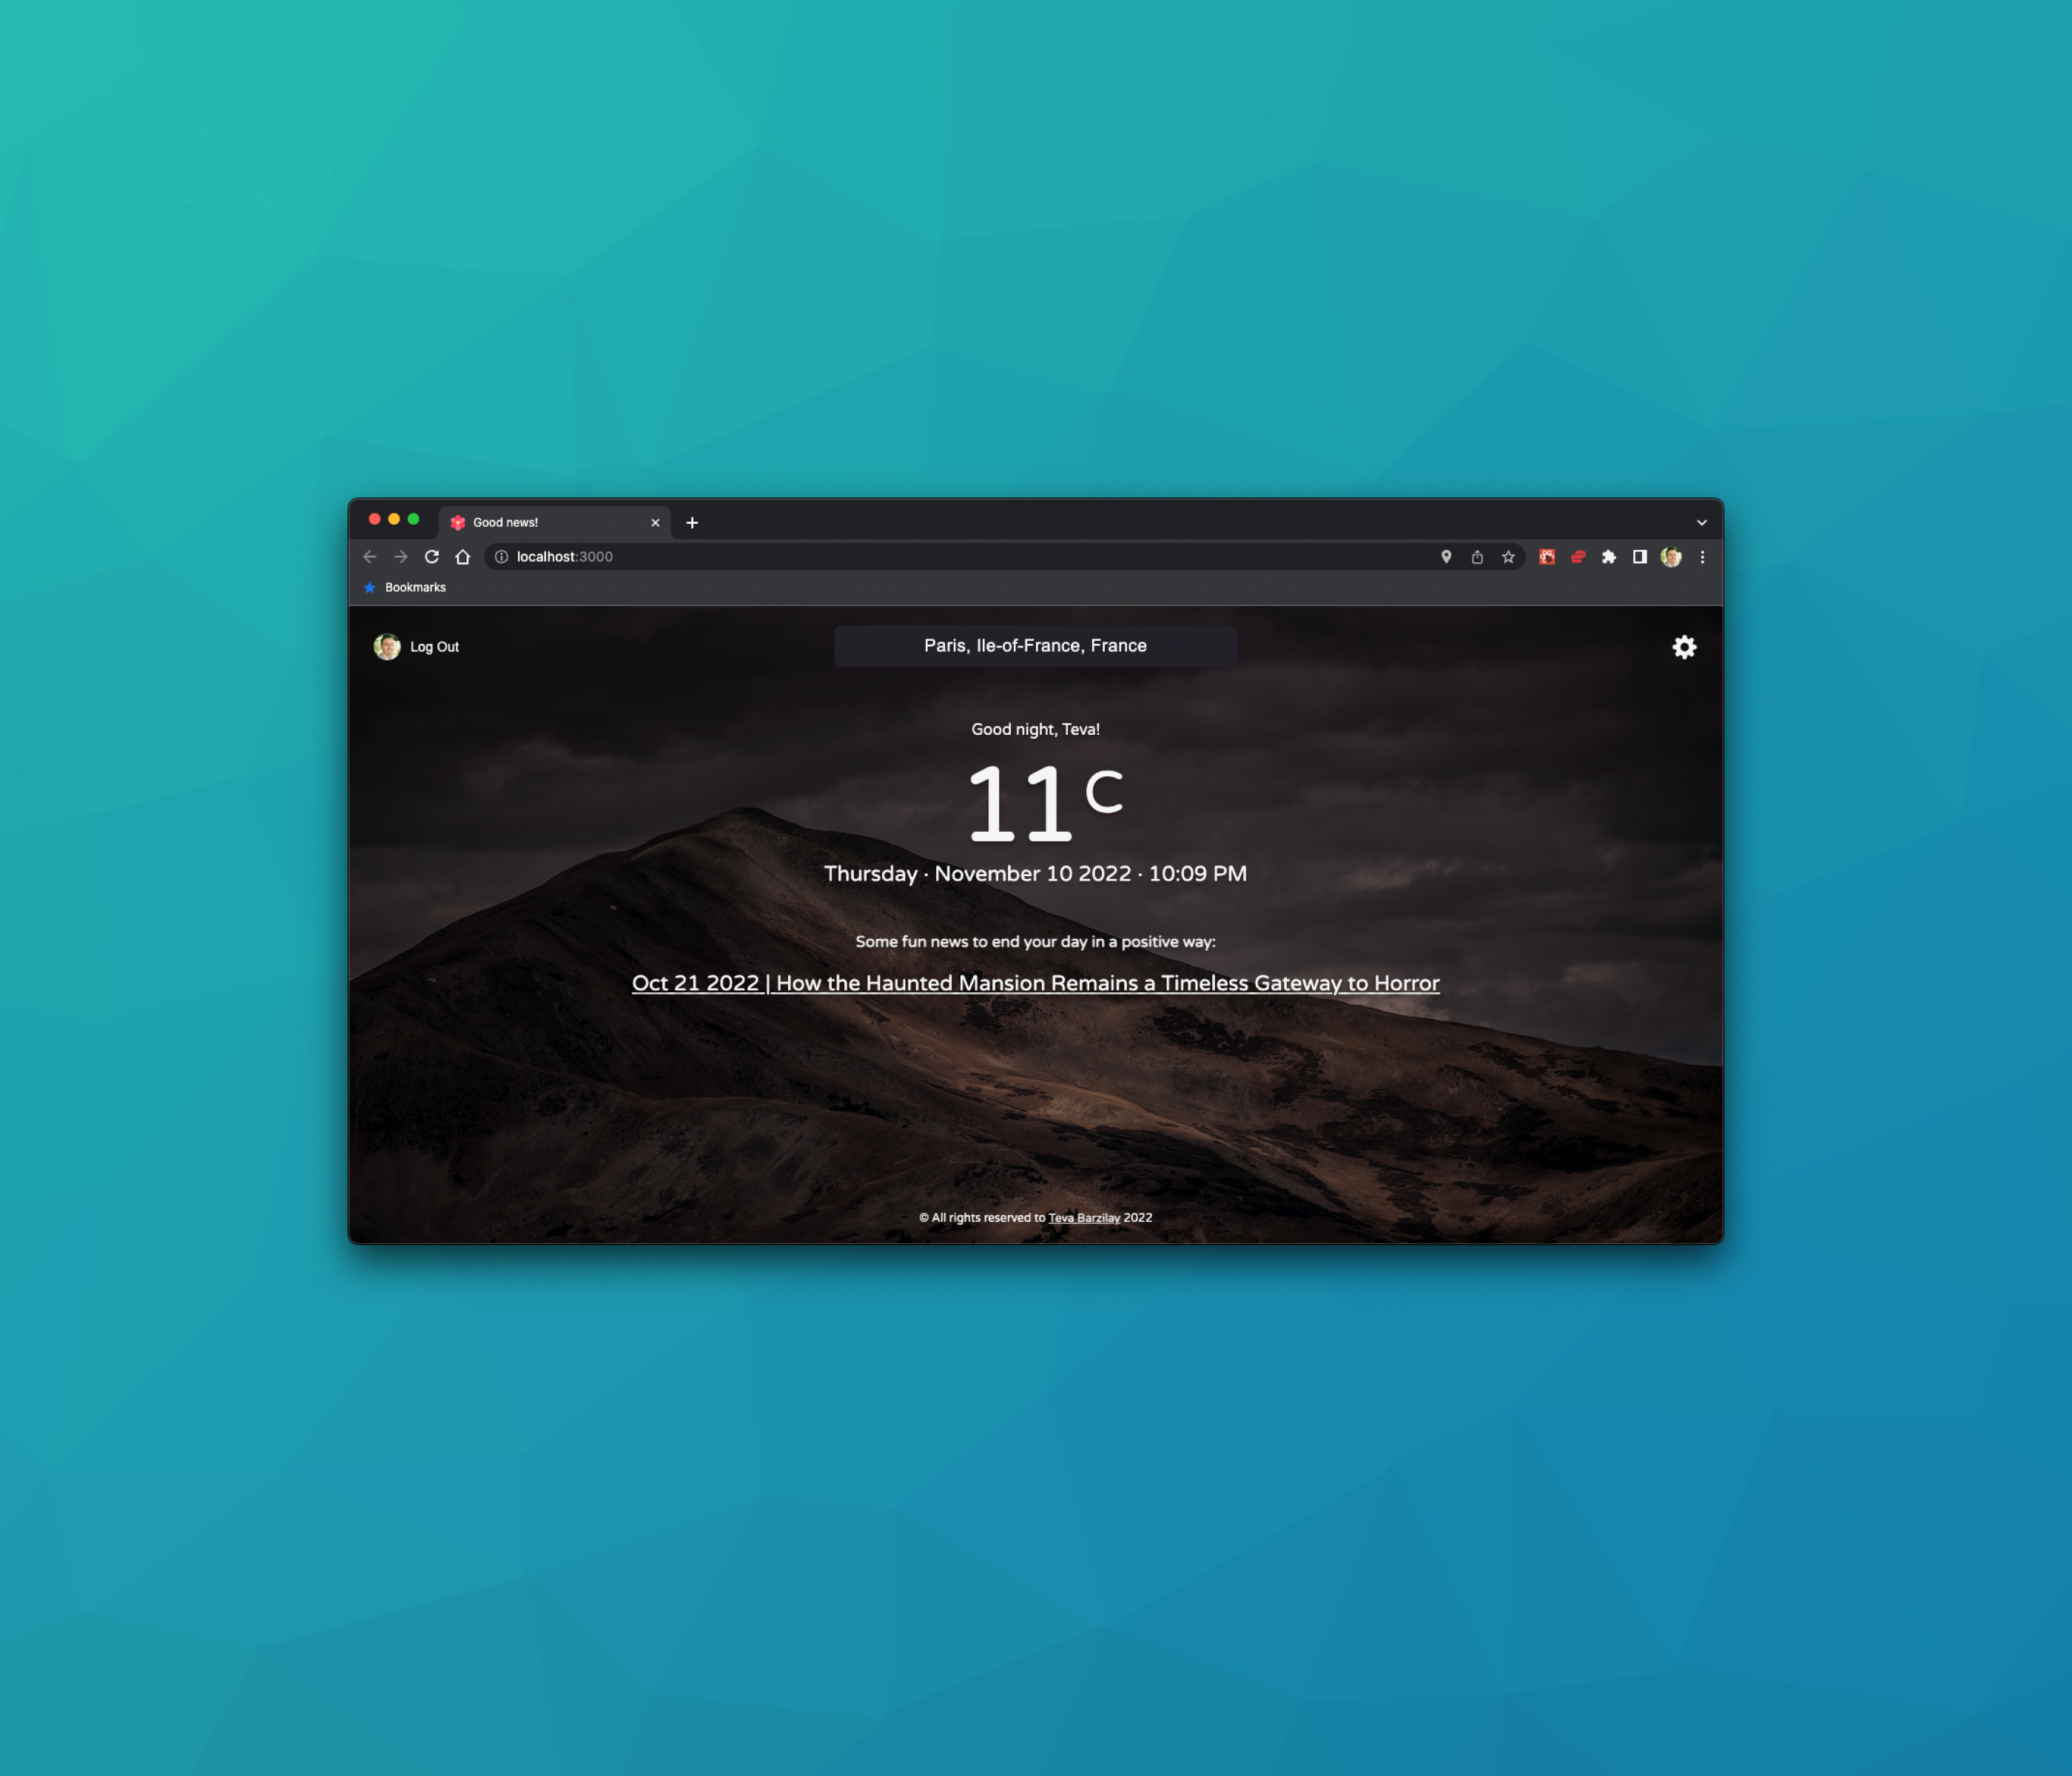 Good news!
localhost:3000
Bookmarks
Log Out
Paris, Ile-of-France, France
Good night, Teva!
11 C
Thursday · November 10 2022 · 10:09 PM
Some fun news to end your day in a positive way:
Oct 21 2022 | How the Haunted Mansion Remains a Timeless Gateway to Horror
© All rights reserved to Teva Barzilay 2022